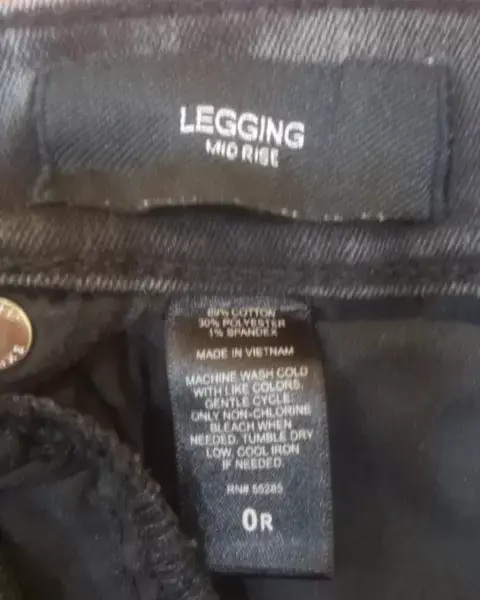 LEGGING
MID RISE
69% COTTON
30% POLYESTER
1% SPANDEX
MADE IN VIETNAM
MACHINE WASH COLD
WITH LIKE COLORS,
GENTLE CYCLE.
ONLY NON-CHLORINE
BLEACH WHEN
NEEDED. TUMBLE DRY
LOW, COOL IRON
IF NEEDED.
RN# 55285
0R